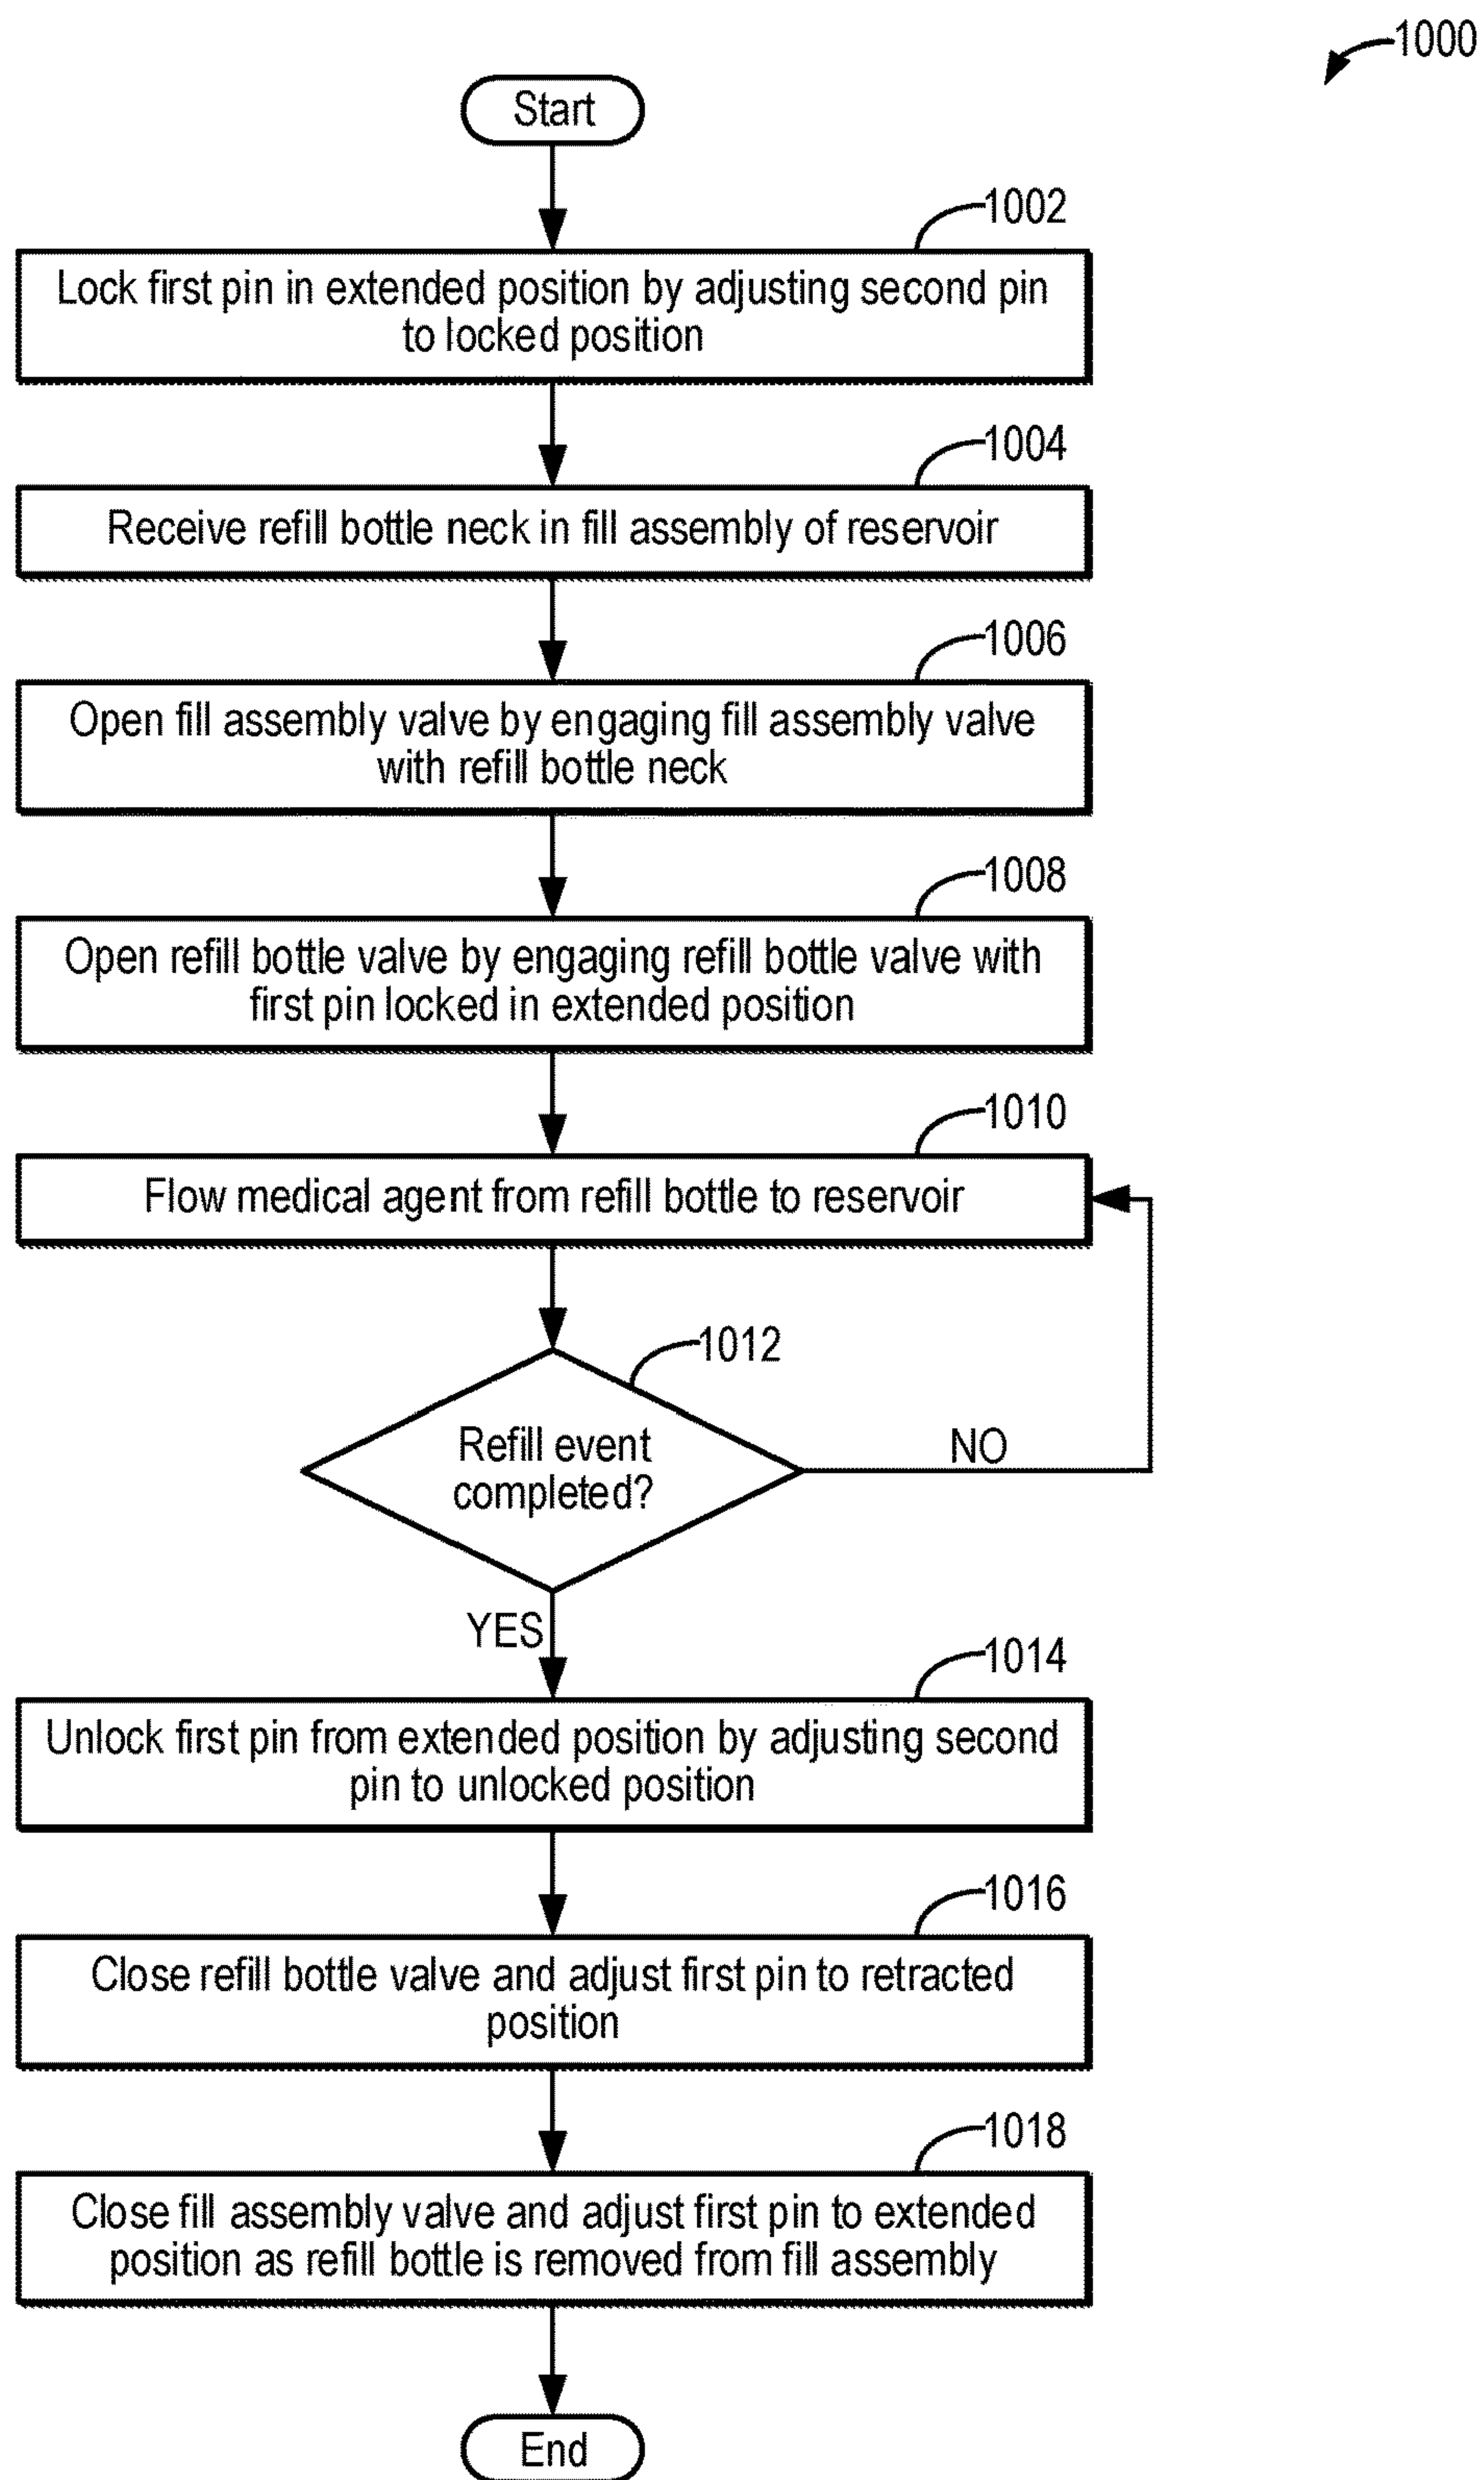 1000
Start
1002
Lock first pin in extended position by adjusting second pin
to locked position
1004
Receive refill bottle neck in fill assembly of reservoir
1006
Open fill assembly valve by engaging fill assembly valve
with refill bottle neck
1008
Open refill bottle valve by engaging refill bottle valve with
first pin locked in extended position
1010
Flow medical agent from refill bottle to reservoir
1012
Refill event
completed?
NO
YES
1014
Unlock first pin from extended position by adjusting second
pin to unlocked position
1016
Close refill bottle valve and adjust first pin to retracted
position
1018
Close fill assembly valve and adjust first pin to extended
position as refill bottle is removed from fill assembly
End